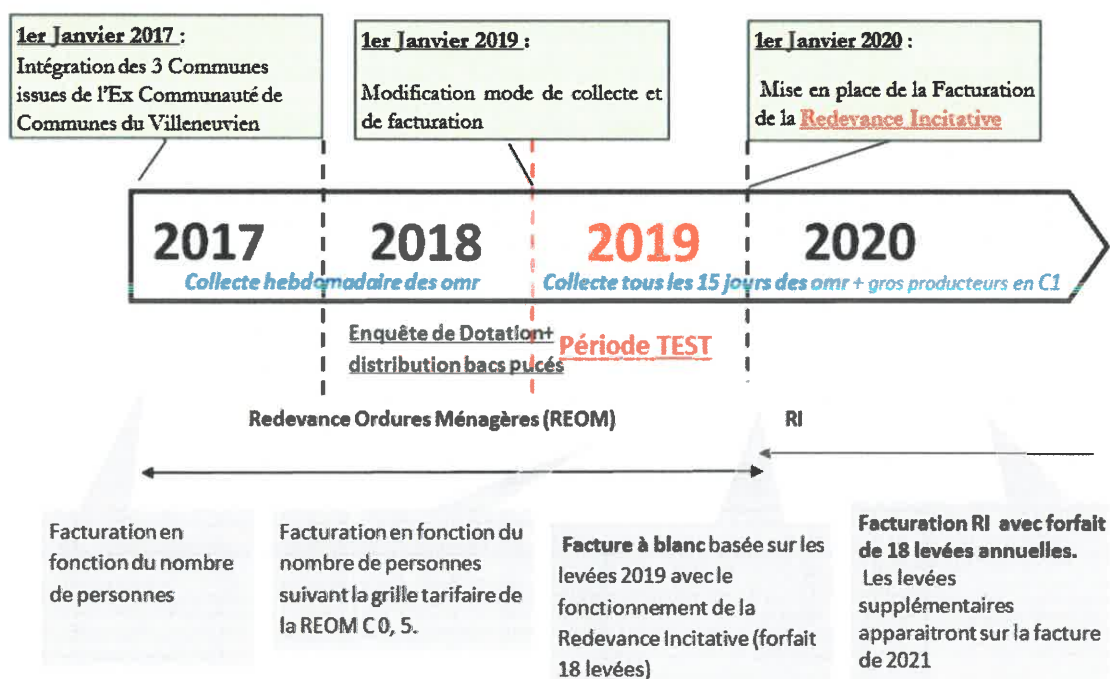 1er Janvier 2017 :
Intégration des 3 Communes
issues de l'Ex Communauté de
Communes du Villeneuvien
1er Janvier 2019 :
Modification mode de collecte et
de facturation
1er Janvier 2020 :
Mise en place de la Facturation
de la Redevance Incitative
2017
2018
2019
2020
Collecte hebdomadaire des omr
Collecte tous les 15 jours des omr + gros producteurs en C1
Enquête de Dotation+
distribution bacs pucés
Période TEST
Redevance Ordures Ménagères (REOM)
RI
Facturation en
fonction du nombre
de personnes
Facturation en fonction du
nombre de personnes
suivant la grille tarifaire de
la REOM C 0, 5.
Facture à blanc basée sur les
levées 2019 avec le
fonctionnement de la
Redevance Incitative (forfait
18 levées)
Facturation RI avec forfait
de 18 levées annuelles.
Les levées
supplémentaires
apparaitront sur la facture
de 2021